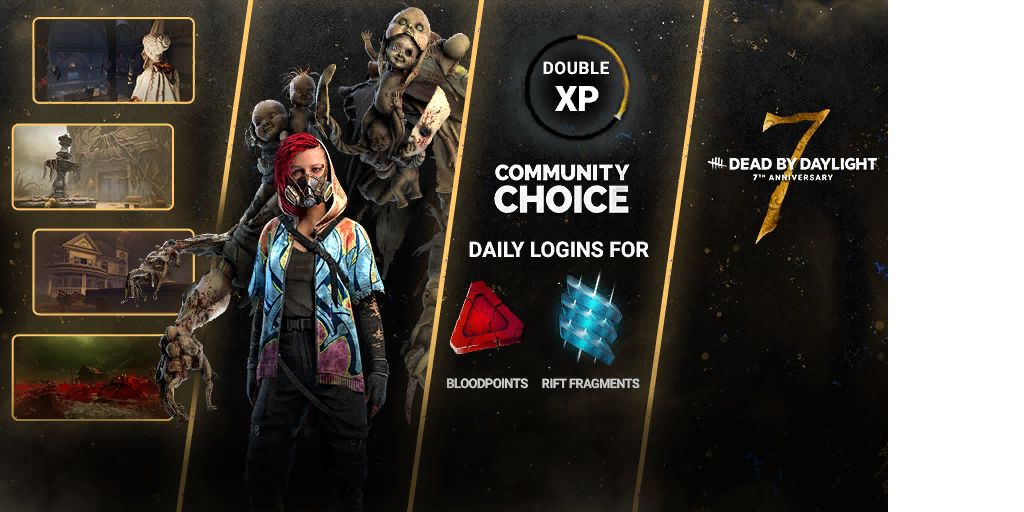 DOUBLE
XP
COMMUNITY
CHOICE
DAILY LOGINS FOR
BLOODPOINTS RIFT FRAGMENTS
7
DEAD BY DAYLIGHT
7TH ANNIVERSARY